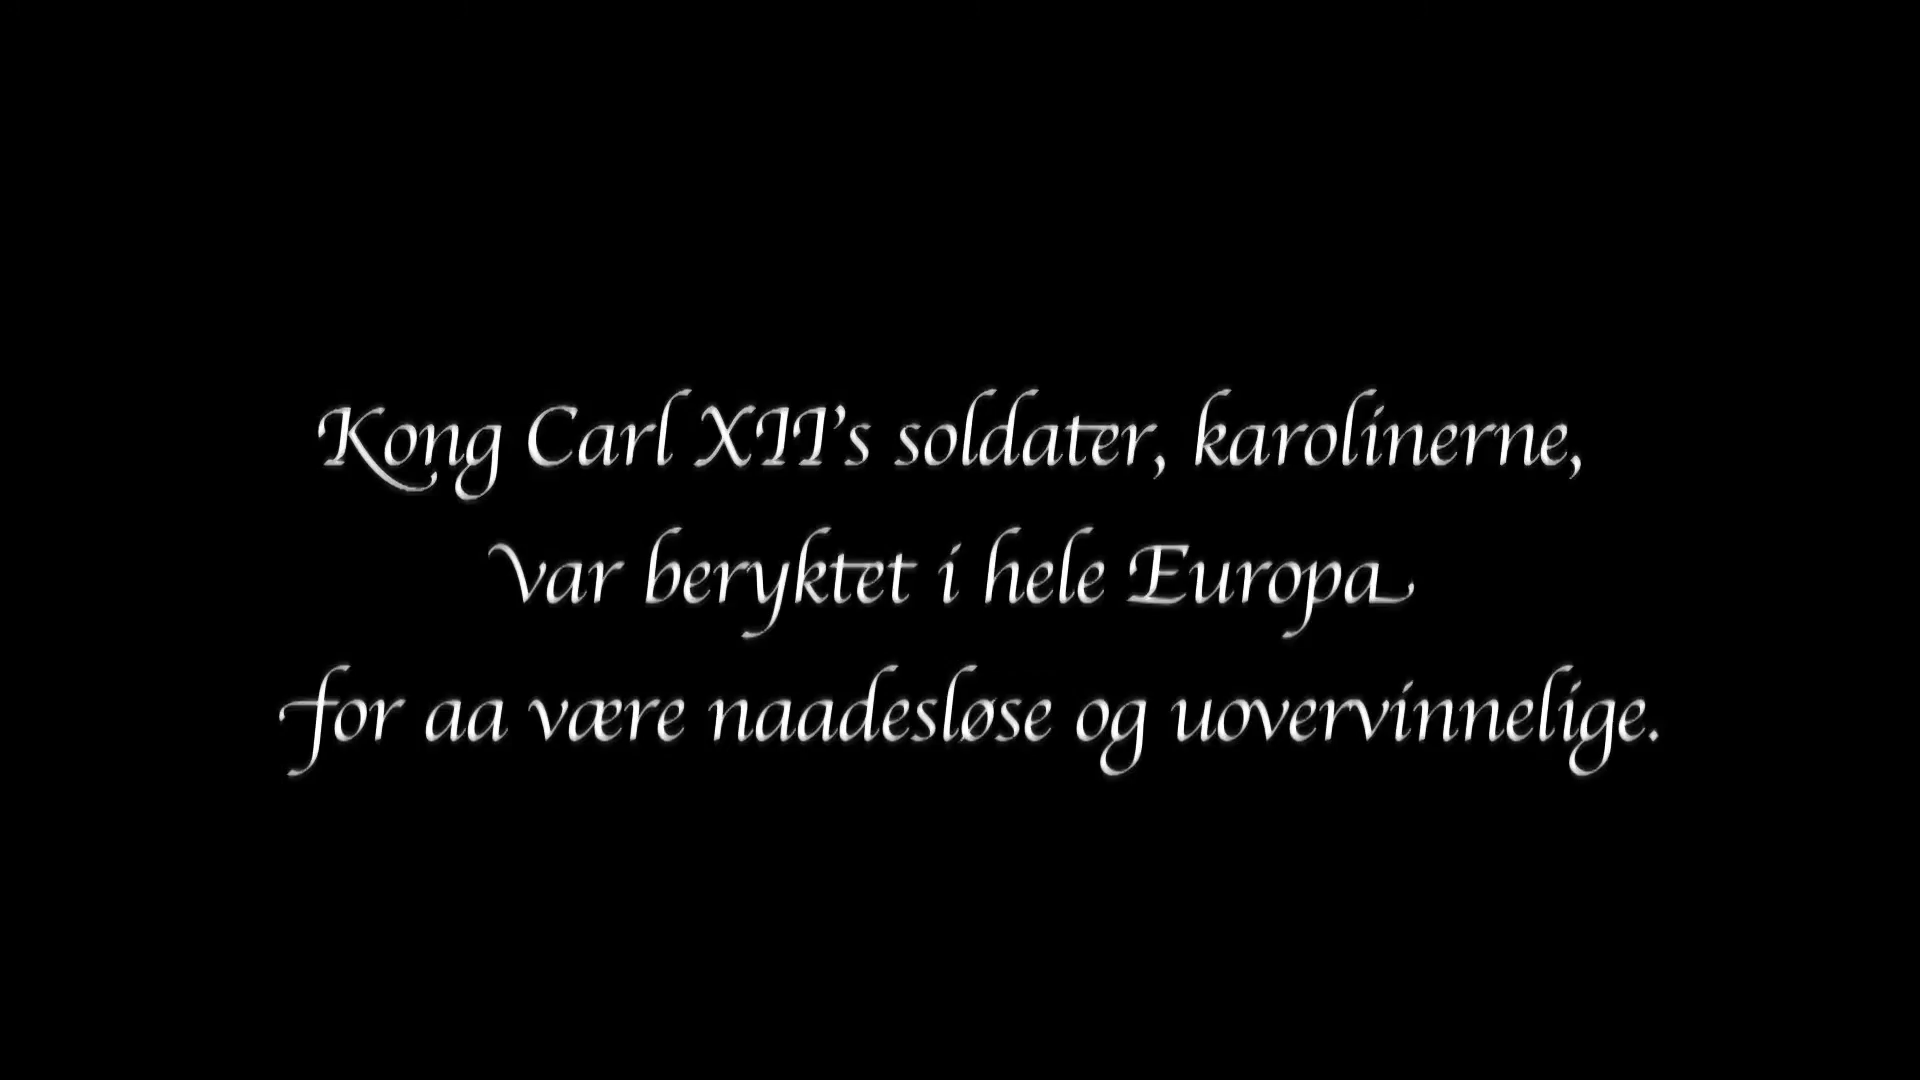 Kong Carl XII's soldater, karolinerne,
var beryktet i hele Europa
for aa være naadesløse og uovervinnelige.